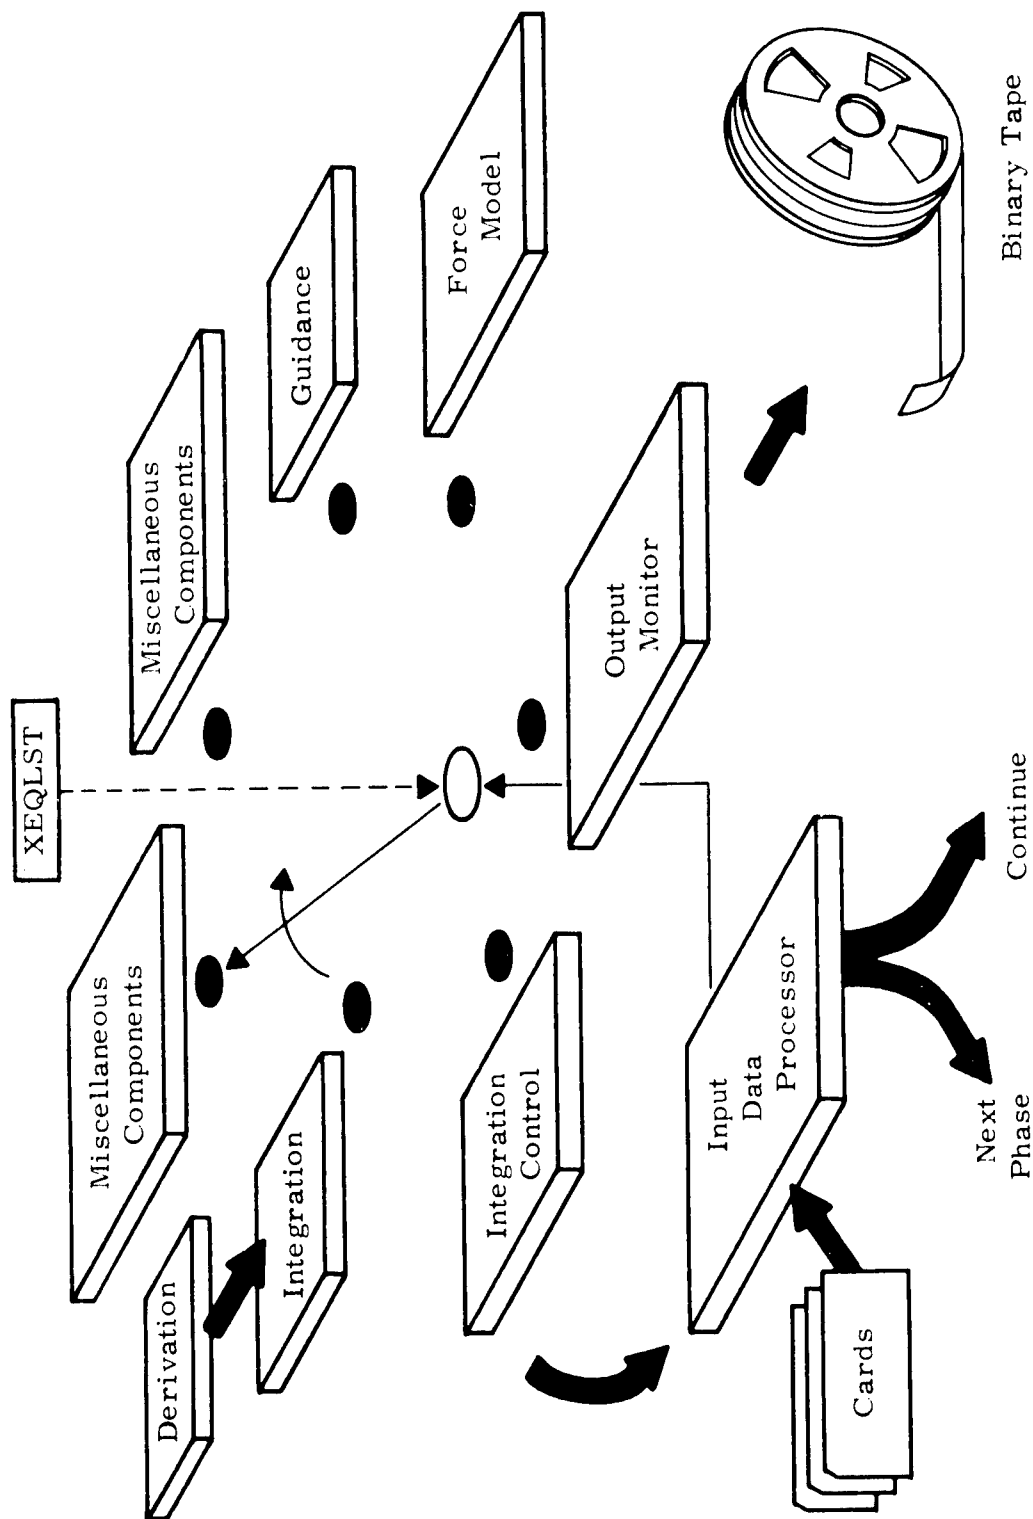 XEQLST
Miscellaneous
Components
Miscellaneous
Components
Derivation
Integration
Guidance
Force
Model
Integration
Control
Output
Monitor
Input
Data
Processor
Cards
Next
Phase
Continue
Binary Tape